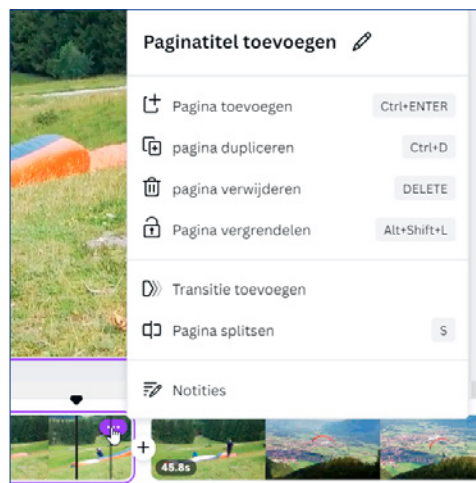 Paginatitel toevoegen
Pagina toevoegen Ctrl+ENTER
pagina dupliceren Ctrl+D
pagina verwijderen DELETE
Pagina vergrendelen Alt+Shift+L
Transitie toevoegen
Pagina splitsen S
Notities
45.8s